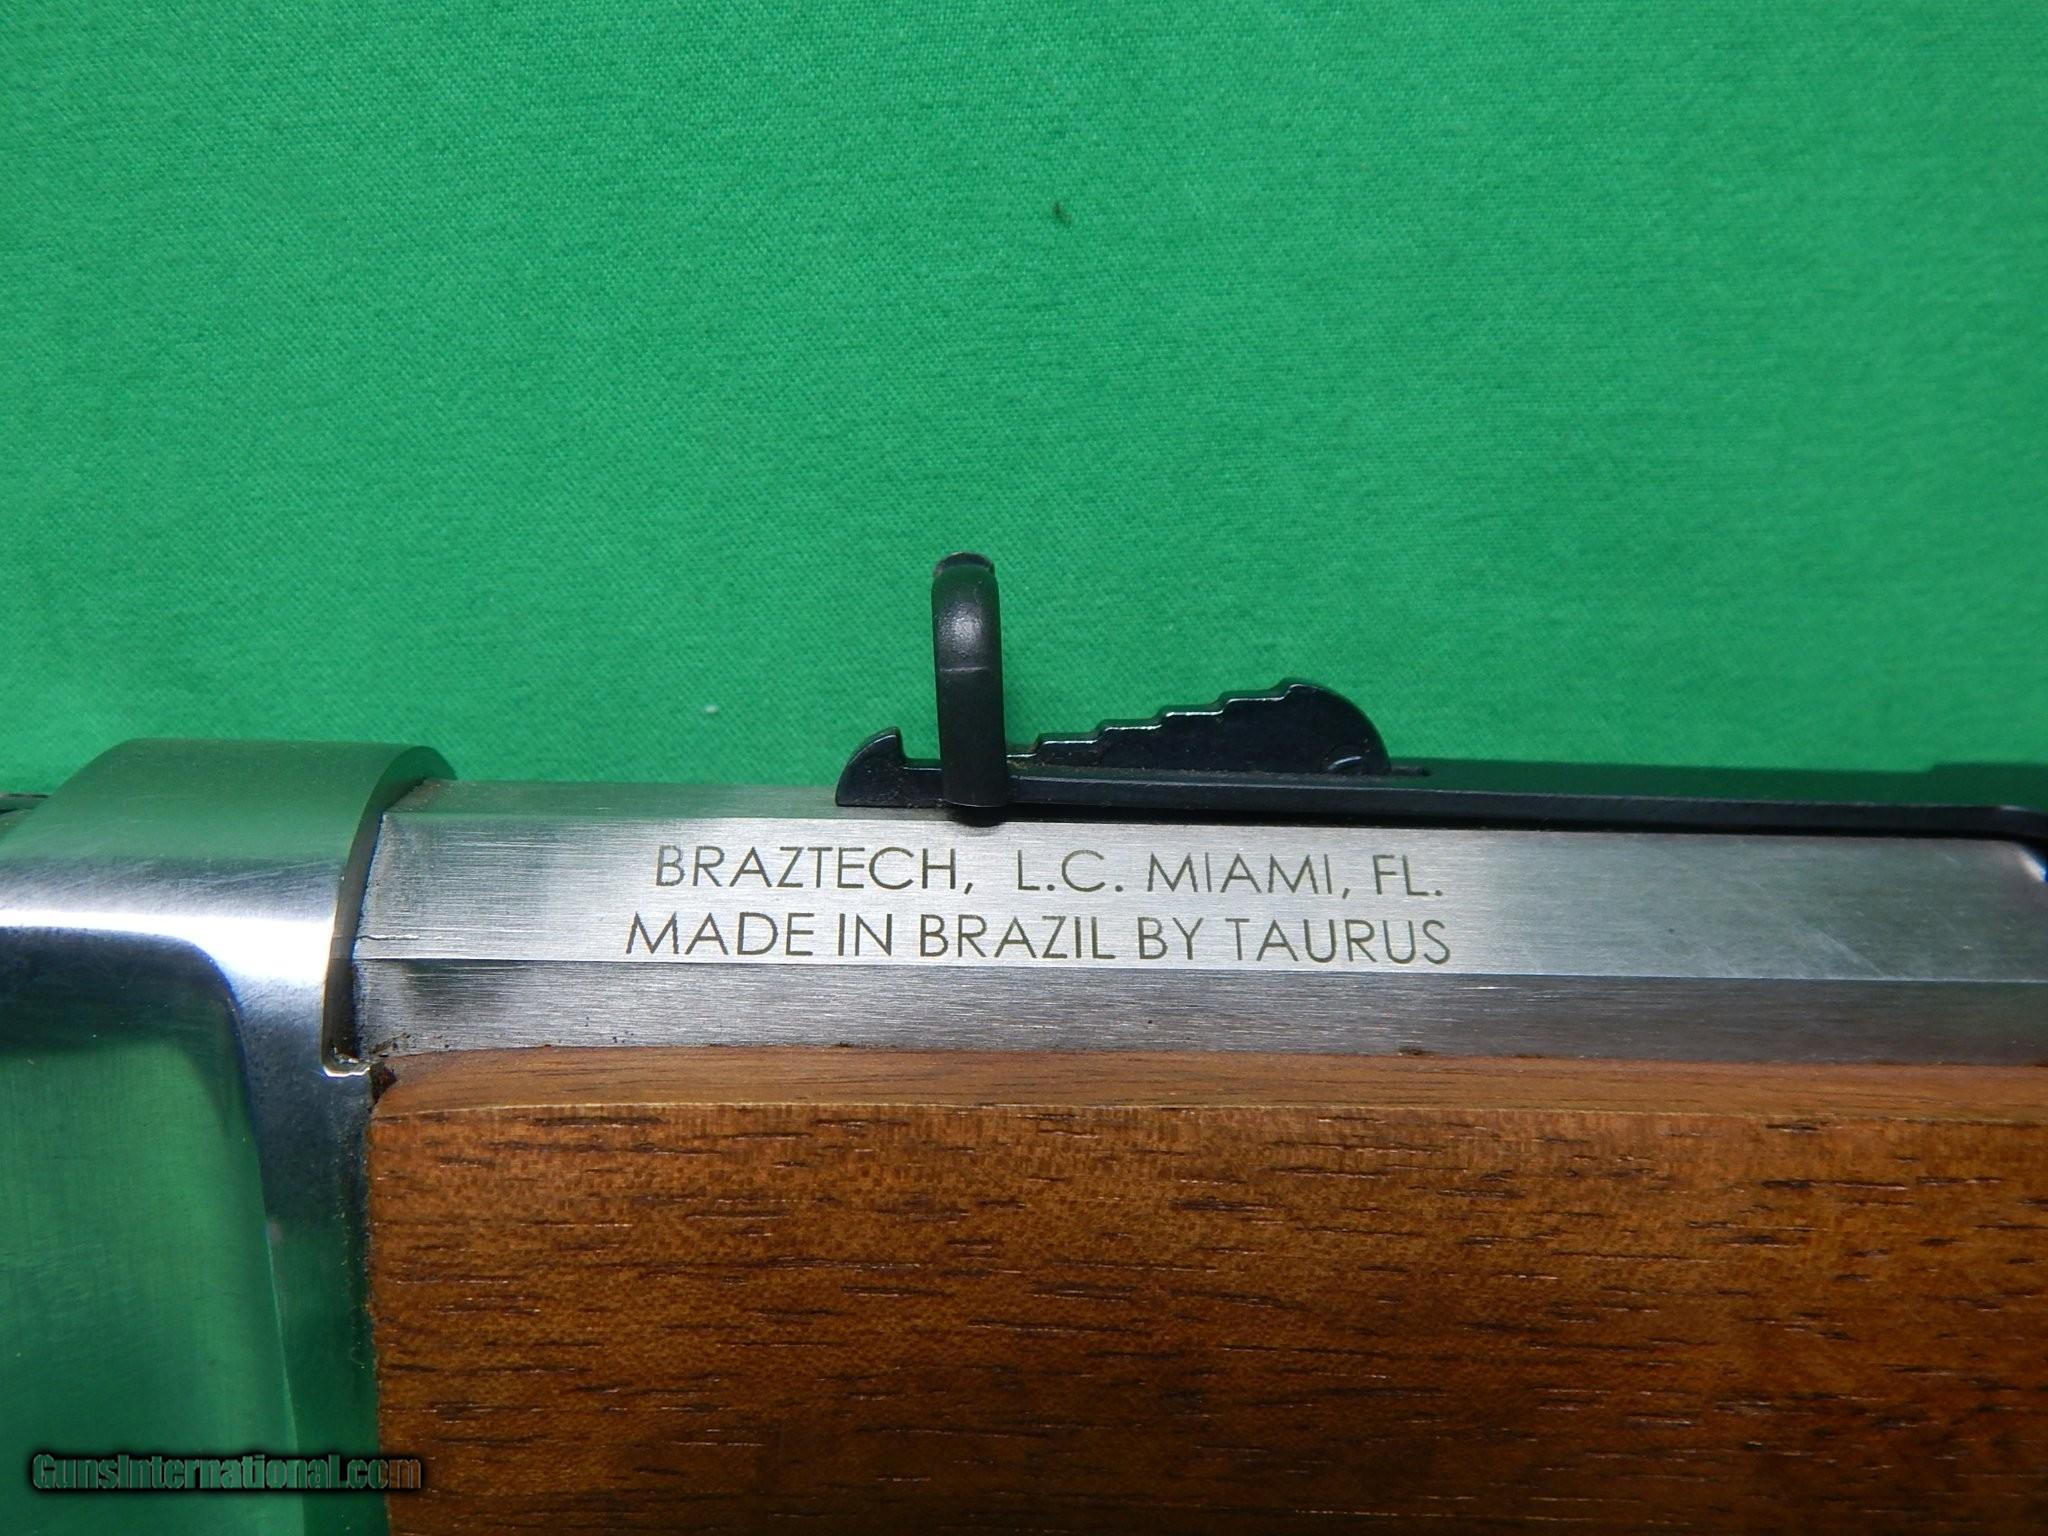 BRAZTECH, L.C. MIAMI, FL.
MADE IN BRAZIL BY TAURUS
GunsInternational.com